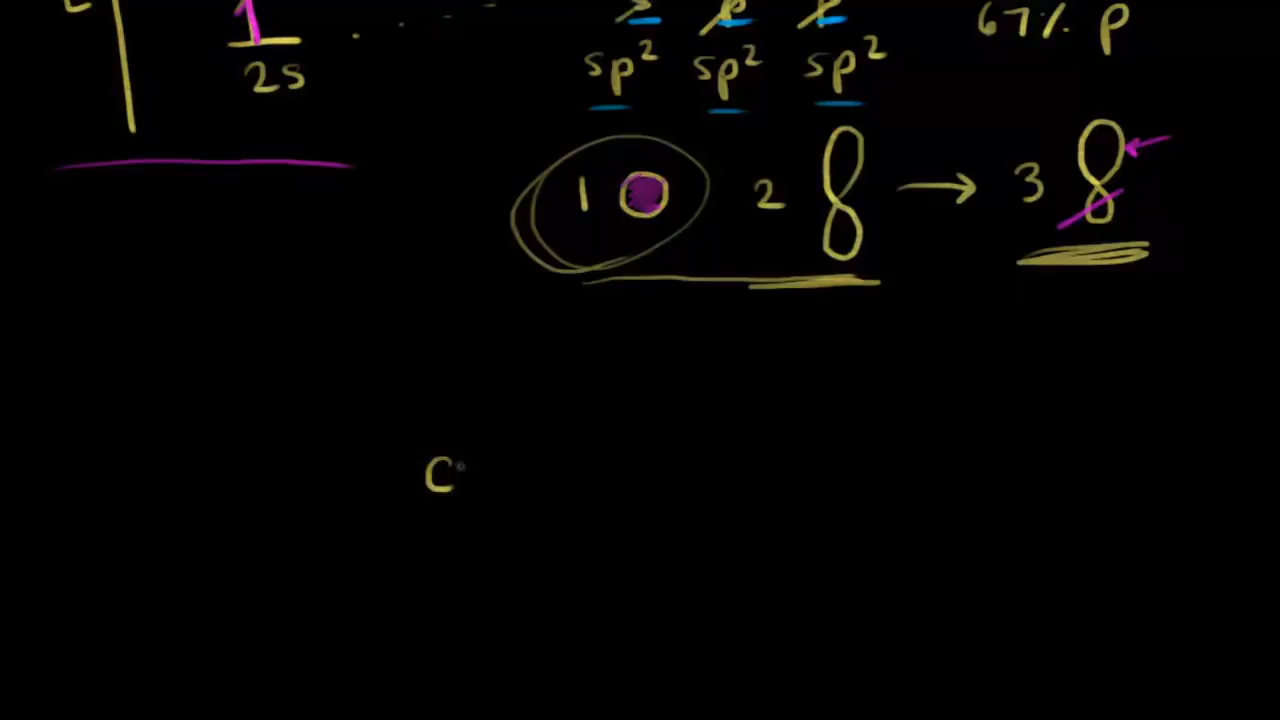 67% p
2s sp² sp² sp²
1 2 → 3
C